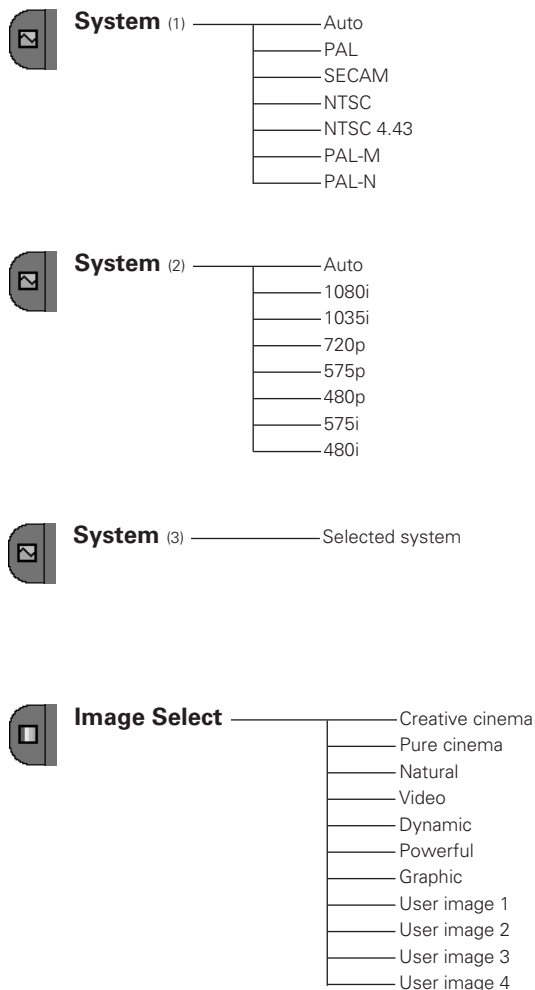 System (1) Auto
PAL
SECAM
NTSC
NTSC 4.43
PAL-M
PAL-N
System (2) Auto
1080i
1035i
720p
575p
480p
575i
480i
System (3) Selected system
Image Select Creative cinema
Pure cinema
Natural
Video
Dynamic
Powerful
Graphic
User image 1
User image 2
User image 3
User image 4